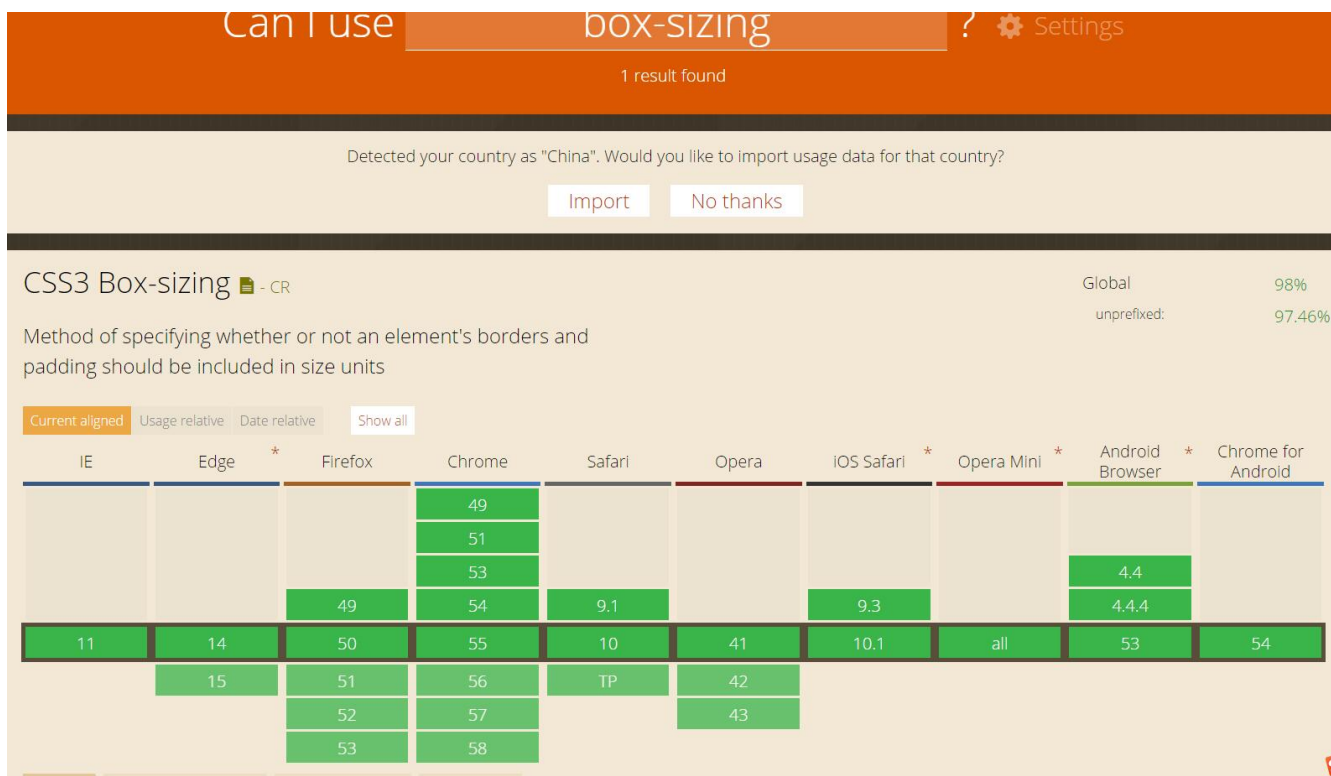 Can I use box-sizing ? Settings
1 result found
Detected your country as "China". Would you like to import usage data for that country?
Import No thanks
CSS3 Box-sizing - CR
Global 98%
unprefixed: 97.46%
Method of specifying whether or not an element's borders and
padding should be included in size units
Current aligned Usage relative Date relative Show all
IE Edge * Firefox Chrome Safari Opera iOS Safari * Opera Mini * Android Browser * Chrome for Android
49
51
53 4.4
49 54 9.1 9.3 4.4.4
11 14 50 55 10 41 10.1 all 53 54
15 51 56 TP 42
52 57 43
53 58